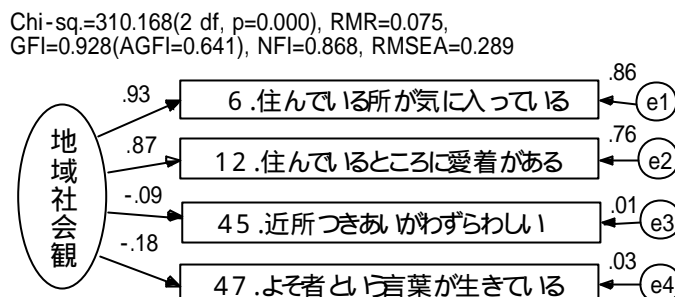 Chi-sq.=310.168(2 df, p=0.000), RMR=0.075,
GFI=0.928(AGFI=0.641), NFI=0.868, RMSEA=0.289
地域社会観
.93
6.住んでいる所が気に入っている
.86
e1
.87
12.住んでいるところに愛着がある
.76
e2
-.09
45.近所つきあいがわずらわしい
.01
e3
-.18
47.よそ者という言葉が生きている
.03
e4